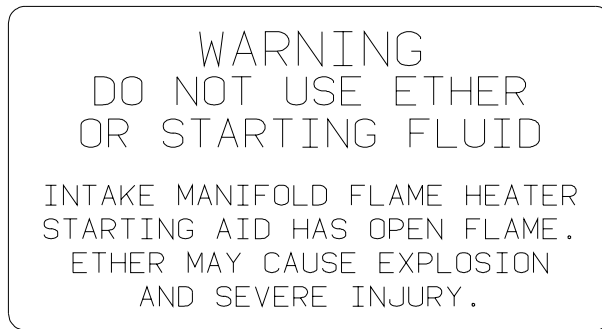 WARNING
DO NOT USE ETHER
OR STARTING FLUID
INTAKE MANIFOLD FLAME HEATER
STARTING AID HAS OPEN FLAME.
ETHER MAY CAUSE EXPLOSION
AND SEVERE INJURY.